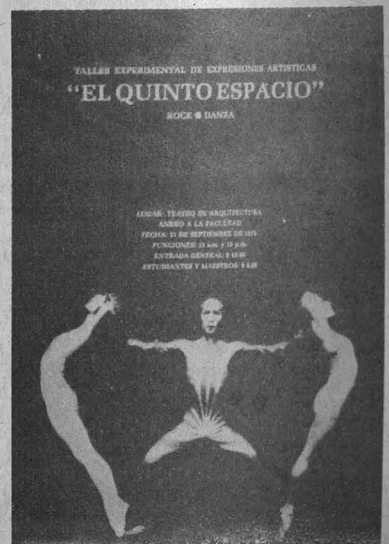 TALLER EXPERIMENTAL DE EXPRESIONES ARTISTICAS
"EL QUINTO ESPACIO"
ROCK DANZA
LUGAR: TEATRO DE ARQUITECTURA
ANEXO A LA FACULTAD
FECHA: DE SEPTIEMBRE DE
FUNCIONES: y
ENTRADA GENERAL: $
ESTUDIANTES Y MAESTROS: $